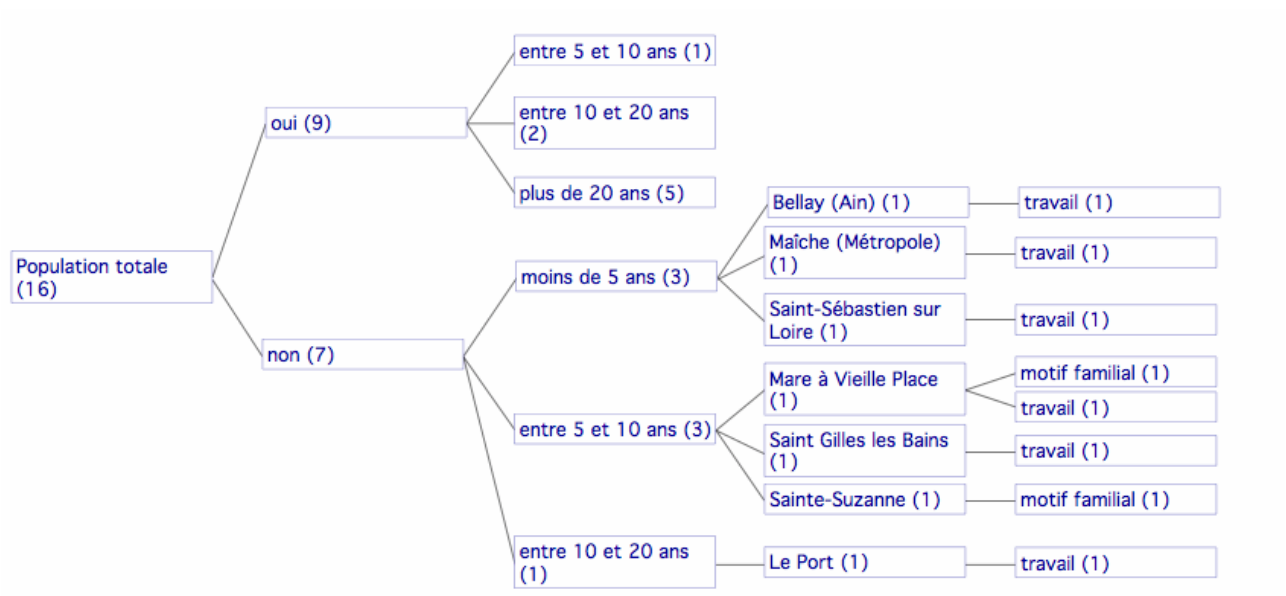 entre 5 et 10 ans (1)
oui (9)
entre 10 et 20 ans
(2)
plus de 20 ans (5)
Bellay (Ain) (1)
travail (1)
Population totale
(16)
moins de 5 ans (3)
Maîche (Métropole)
(1)
travail (1)
Saint-Sébastien sur
Loire (1)
travail (1)
non (7)
Mare à Vieille Place
(1)
motif familial (1)
travail (1)
entre 5 et 10 ans (3)
Saint Gilles les Bains
(1)
travail (1)
Sainte-Suzanne (1)
motif familial (1)
entre 10 et 20 ans
(1)
Le Port (1)
travail (1)